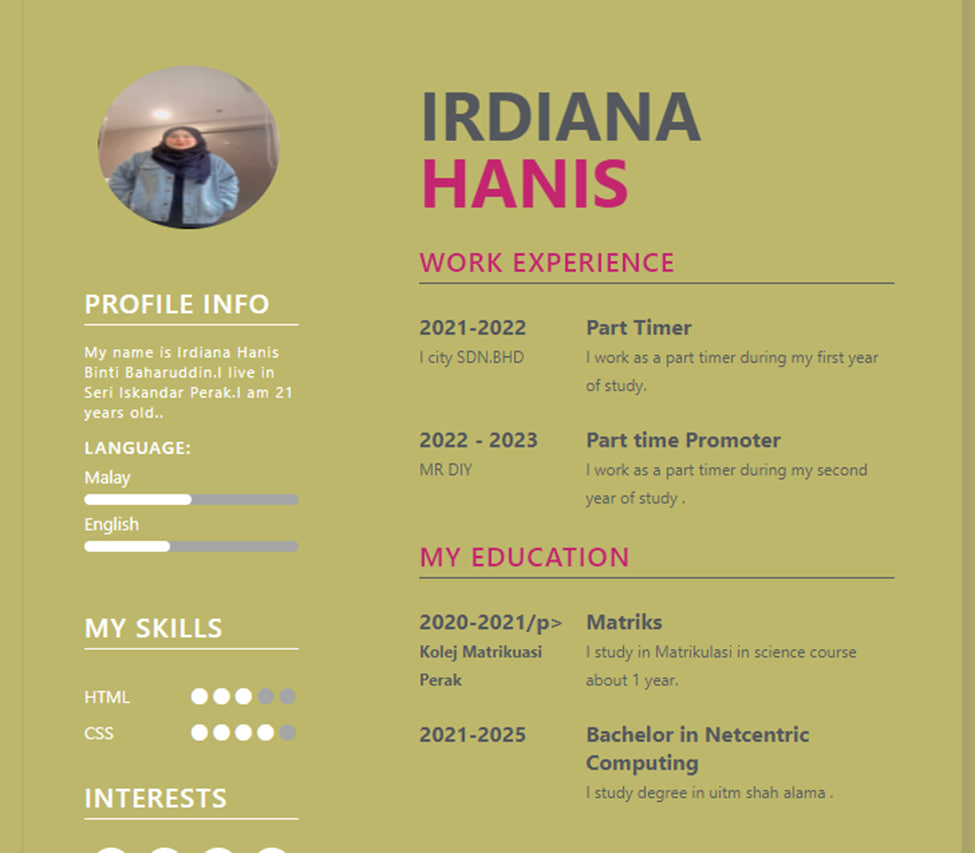 IRDIANA
HANIS
PROFILE INFO
My name is Irdiana Hanis
Binti Baharuddin.I live in
Seri Iskandar Perak.I am 21
years old..
LANGUAGE:
Malay
English
MY SKILLS
HTML
CSS
INTERESTS
WORK EXPERIENCE
2021-2022
I city SDN.BHD
Part Timer
I work as a part timer during my first year
of study.
2022 - 2023
MR DIY
Part time Promoter
I work as a part timer during my second
year of study .
MY EDUCATION
2020-2021/p>
Kolej Matrikuasi
Perak
Matriks
I study in Matrikulasi in science course
about 1 year.
2021-2025
Bachelor in Netcentric
Computing
I study degree in uitm shah alama .